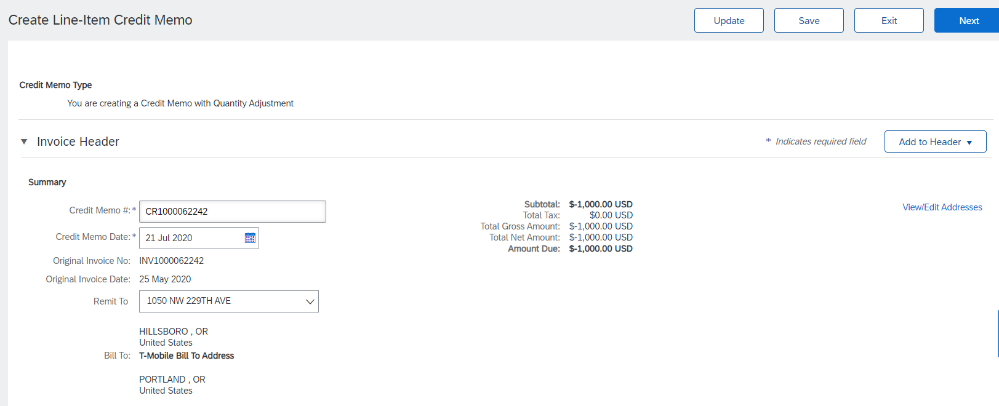 Create Line-Item Credit Memo
Update
Save
Exit
Next
Credit Memo Type
You are creating a Credit Memo with Quantity Adjustment
▼ Invoice Header
* Indicates required field
Add to Header ▼
Summary
Credit Memo #:* CR1000062242
Credit Memo Date:* 21 Jul 2020
Original Invoice No: INV1000062242
Original Invoice Date: 25 May 2020
Remit To 1050 NW 229TH AVE
HILLSBORO , OR
United States
Bill To: T-Mobile Bill To Address
PORTLAND , OR
United States
Subtotal: $-1,000.00 USD
Total Tax: $0.00 USD
Total Gross Amount: $-1,000.00 USD
Total Net Amount: $-1,000.00 USD
Amount Due: $-1,000.00 USD
View/Edit Addresses